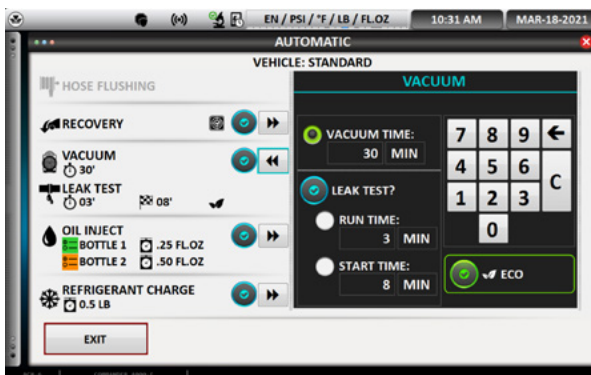 EN / PSI / °F / LB / FL.OZ 10:31 AM MAR-18-2021
AUTOMATIC
VEHICLE: STANDARD
HOSE FLUSHING
RECOVERY
VACUUM
30'
LEAK TEST
03' 08'
OIL INJECT
BOTTLE 1 .25 FL.OZ
BOTTLE 2 .50 FL.OZ
REFRIGERANT CHARGE
0.5 LB
EXIT
VACUUM
VACUUM TIME:
30 MIN
LEAK TEST?
RUN TIME:
3 MIN
START TIME:
8 MIN
7 8 9
4 5 6
C
1 2 3
0
ECO